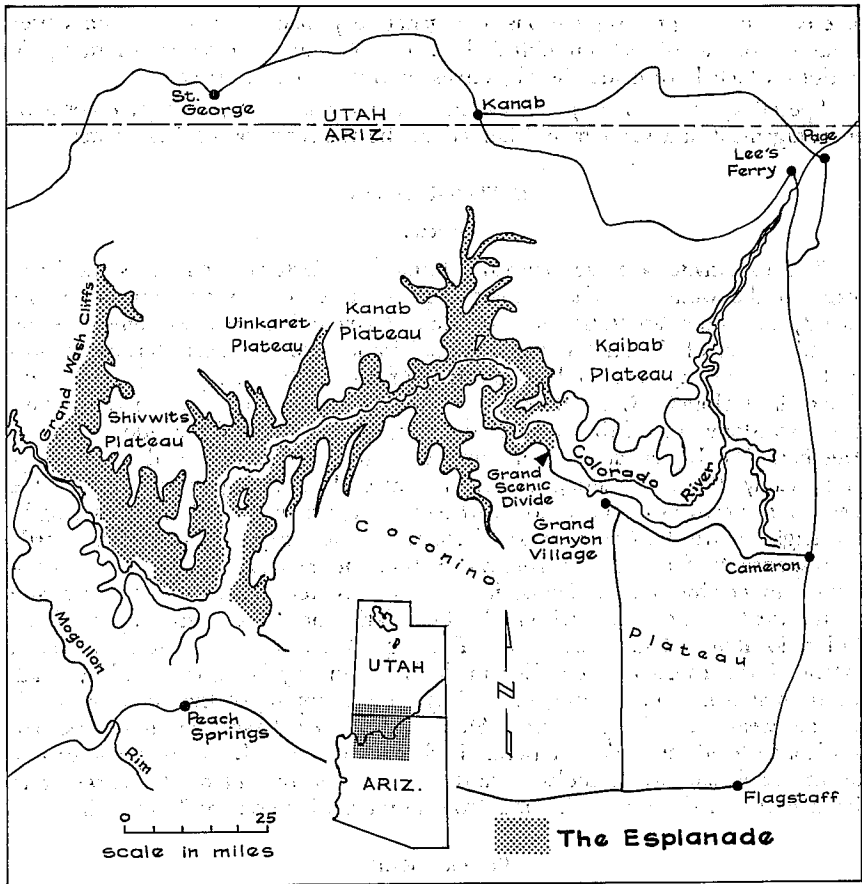 St.
George
Kanab
UTAH
ARIZ.
Page
Lee's
Ferry
Grand Wash Cliffs
Uinkaret
Plateau
Kanab
Plateau
Kaibab
Plateau
Shivwits
Plateau
Colorado
River
Grand
Scenic
Divide
Grand
Canyon
Village
Coconino
Plateau
Cameron
Mogollon
Rim
Peach
Springs
UTAH
ARIZ.
N
Flagstaff
0 25
scale in miles
The Esplanade